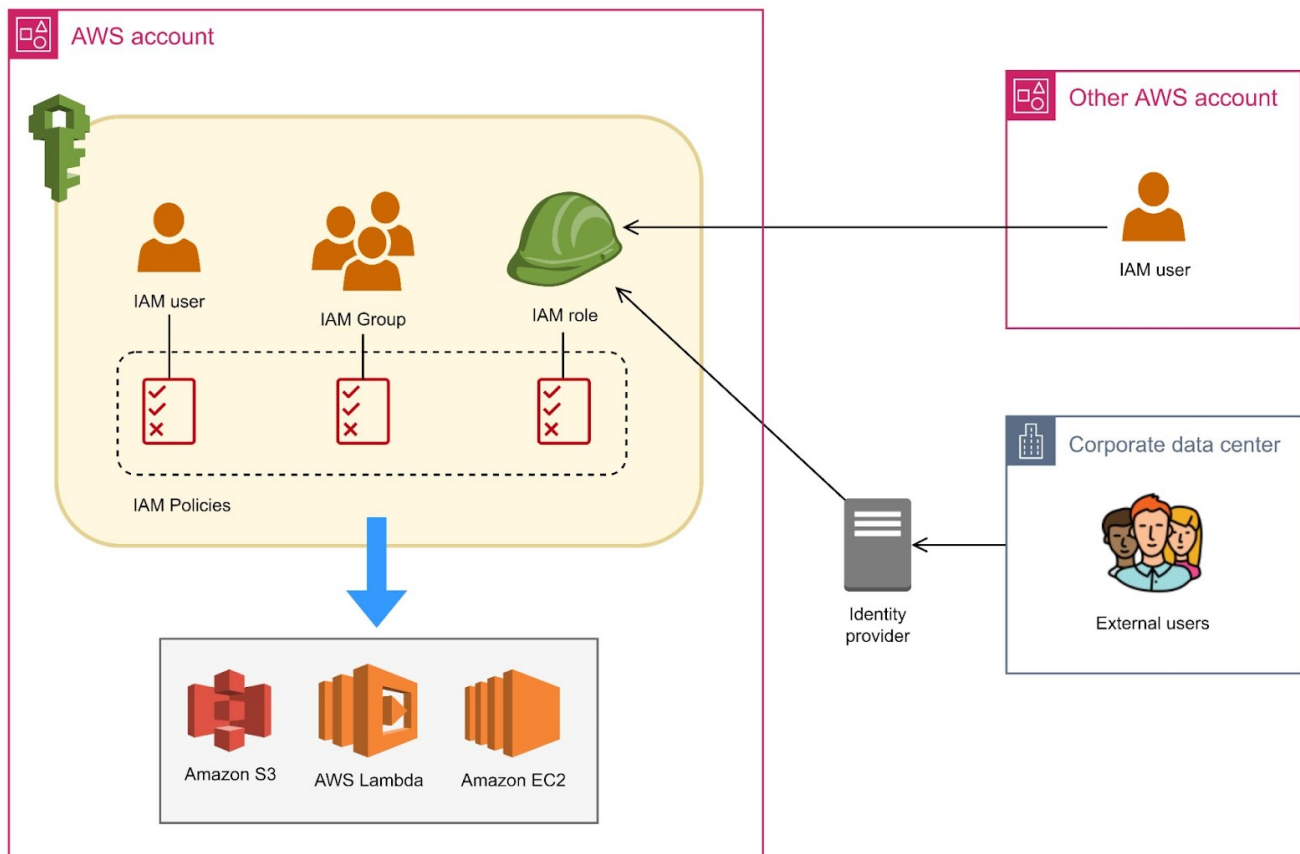 AWS account
Other AWS account
IAM user
IAM Group
IAM role
IAM user
IAM Policies
Corporate data center
Identity
provider
External users
Amazon S3
AWS Lambda
Amazon EC2